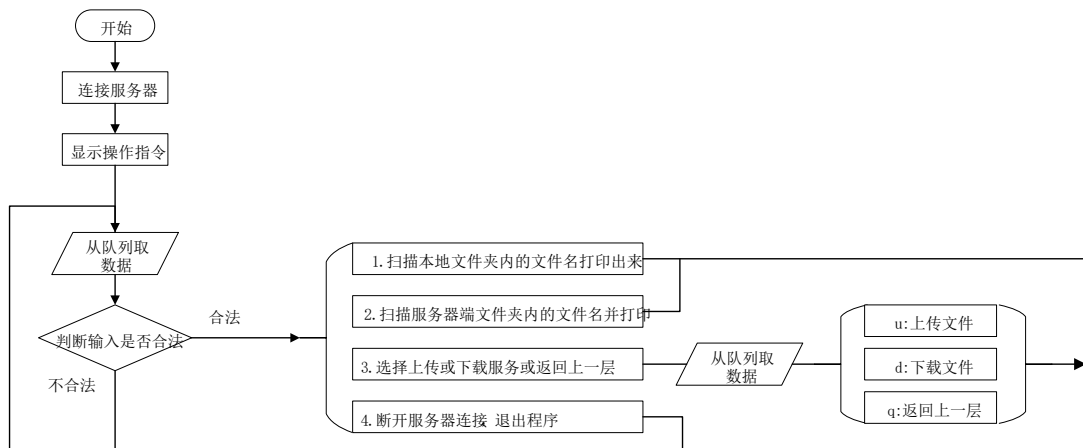 开始
连接服务器
显示操作指令
从队列取
数据
判断输入是否合法
合法
不合法
1.扫描本地文件夹内的文件名打印出来
2.扫描服务器端文件夹内的文件名并打印
3.选择上传或下载服务或返回上一层
4.断开服务器连接 退出程序
从队列取
数据
u:上传文件
d:下载文件
q:返回上一层